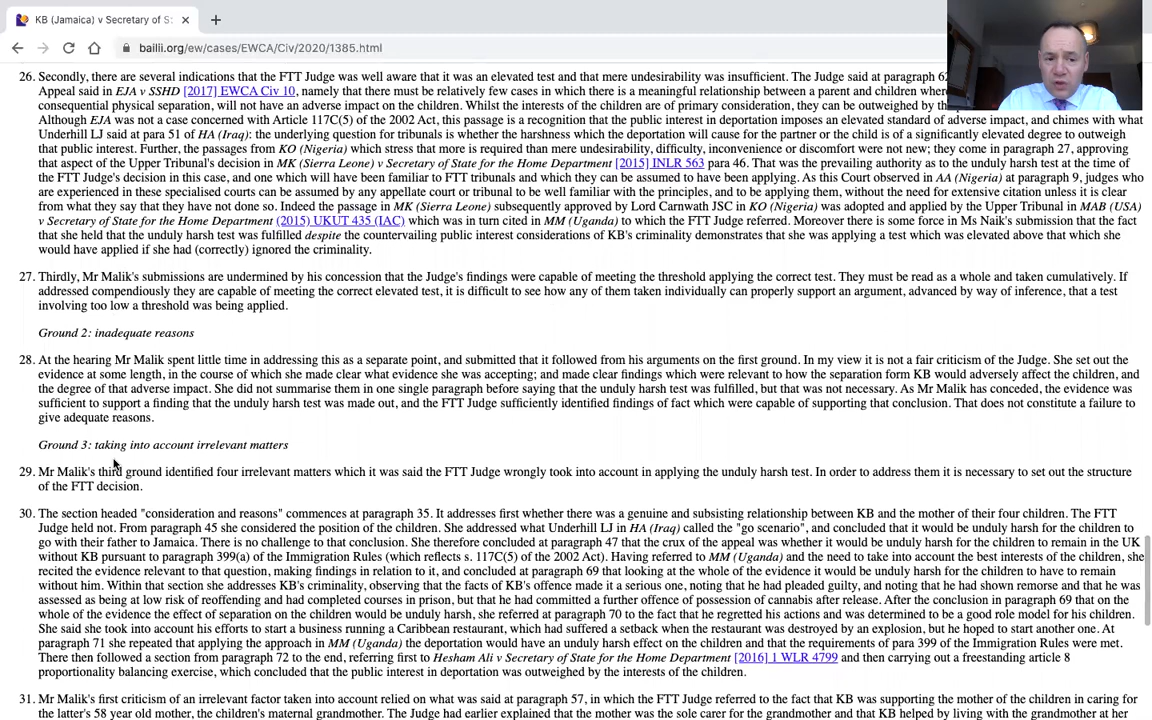 KB (Jamaica) v Secretary of S
bailii.org/ew/cases/EWCA/Civ/2020/1385.html
26. Secondly, there are several indications that the FTT Judge was well aware that it was an elevated test and that mere undesirability was insufficient. The Judge said at paragraph 62
Appeal said in EJA v SSHD [2017] EWCA Civ 10, namely that there must be relatively few cases in which there is a meaningful relationship between a parent and children where
consequential physical separation, will not have an adverse impact on the children. Whilst the interests of the children are of primary consideration, they can be outweighed by th
Although EJA was not a case concerned with Article 117C(5) of the 2002 Act, this passage is a recognition that the public interest in deportation imposes an elevated standard of adverse impact, and chimes with what
Underhill LJ said at para 51 of HA (Iraq): the underlying question for tribunals is whether the harshness which the deportation will cause for the partner or the child is of a significantly elevated degree to outweigh
that public interest. Further, the passages from KO (Nigeria) which stress that more is required than mere undesirability, difficulty, inconvenience or discomfort were not new; they come in paragraph 27, approving
that aspect of the Upper Tribunal's decision in MK (Sierra Leone) v Secretary of State for the Home Department [2015] INLR 563 para 46. That was the prevailing authority as to the unduly harsh test at the time of
the FTT Judge's decision in this case, and one which will have been familiar to FTT tribunals and which they can be assumed to have been applying. As this Court observed in AA (Nigeria) at paragraph 9, judges who
are experienced in these specialised courts can be assumed by any appellate court or tribunal to be well familiar with the principles, and to be applying them, without the need for extensive citation unless it is clear
from what they say that they have not done so. Indeed the passage in MK (Sierra Leone) subsequently approved by Lord Carnwath JSC in KO (Nigeria) was adopted and applied by the Upper Tribunal in MAB (USA)
v Secretary of State for the Home Department (2015) UKUT 435 (IAC) which was in turn cited in MM (Uganda) to which the FTT Judge referred. Moreover there is some force in Ms Naik's submission that the fact
that she held that the unduly harsh test was fulfilled despite the countervailing public interest considerations of KB's criminality demonstrates that she was applying a test which was elevated above that which she
would have applied if she had (correctly) ignored the criminality.
27. Thirdly, Mr Malik's submissions are undermined by his concession that the Judge's findings were capable of meeting the threshold applying the correct test. They must be read as a whole and taken cumulatively. If
addressed compendiously they are capable of meeting the correct elevated test, it is difficult to see how any of them taken individually can properly support an argument, advanced by way of inference, that a test
involving too low a threshold was being applied.
Ground 2: inadequate reasons
28. At the hearing Mr Malik spent little time in addressing this as a separate point, and submitted that it followed from his arguments on the first ground. In my view it is not a fair criticism of the Judge. She set out the
evidence at some length, in the course of which she made clear what evidence she was accepting; and made clear findings which were relevant to how the separation form KB would adversely affect the children, and
the degree of that adverse impact. She did not summarise them in one single paragraph before saying that the unduly harsh test was fulfilled, but that was not necessary. As Mr Malik has conceded, the evidence was
sufficient to support a finding that the unduly harsh test was made out, and the FTT Judge sufficiently identified findings of fact which were capable of supporting that conclusion. That does not constitute a failure to
give adequate reasons.
Ground 3: taking into account irrelevant matters
29. Mr Malik's third ground identified four irrelevant matters which it was said the FTT Judge wrongly took into account in applying the unduly harsh test. In order to address them it is necessary to set out the structure
of the FTT decision.
30. The section headed "consideration and reasons" commences at paragraph 35. It addresses first whether there was a genuine and subsisting relationship between KB and the mother of their four children. The FTT
Judge held not. From paragraph 45 she considered the position of the children. She addressed what Underhill LJ in HA (Iraq) called the "go scenario", and concluded that it would be unduly harsh for the children to
go with their father to Jamaica. There is no challenge to that conclusion. She therefore concluded at paragraph 47 that the crux of the appeal was whether it would be unduly harsh for the children to remain in the UK
without KB pursuant to paragraph 399(a) of the Immigration Rules (which reflects s. 117C(5) of the 2002 Act). Having referred to MM (Uganda) and the need to take into account the best interests of the children, she
recited the evidence relevant to that question, making findings in relation to it, and concluded at paragraph 69 that looking at the whole of the evidence it would be unduly harsh for the children to have to remain
without him. Within that section she addresses KB's criminality, observing that the facts of KB's offence made it a serious one, noting that he had pleaded guilty, and noting that he had shown remorse and that he was
assessed as being at low risk of reoffending and had completed courses in prison, but that he had committed a further offence of possession of cannabis after release. After the conclusion in paragraph 69 that on the
whole of the evidence the effect of separation on the children would be unduly harsh, she referred at paragraph 70 to the fact that he regretted his actions and was determined to be a good role model for his children.
She said she took into account his efforts to start a business running a Caribbean restaurant, which had suffered a setback when the restaurant was destroyed by an explosion, but he hoped to start another one. At
paragraph 71 she repeated that applying the approach in MM (Uganda) the deportation would have an unduly harsh effect on the children and that the requirements of para 399 of the Immigration Rules were met.
There then followed a section from paragraph 72 to the end, referring first to Hesham Ali v Secretary of State for the Home Department [2016] 1 WLR 4799 and then carrying out a freestanding article 8
proportionality balancing exercise, which concluded that the public interest in deportation was outweighed by the interests of the children.
31. Mr Malik's first criticism of an irrelevant factor taken into account relied on what was said at paragraph 57, in which the FTT Judge referred to the fact that KB was supporting the mother of the children in caring for
the latter's 58 year old mother, the children's maternal grandmother. The Judge had earlier explained that the mother was the sole carer for the grandmother and that KB helped by living with the grandmother at her